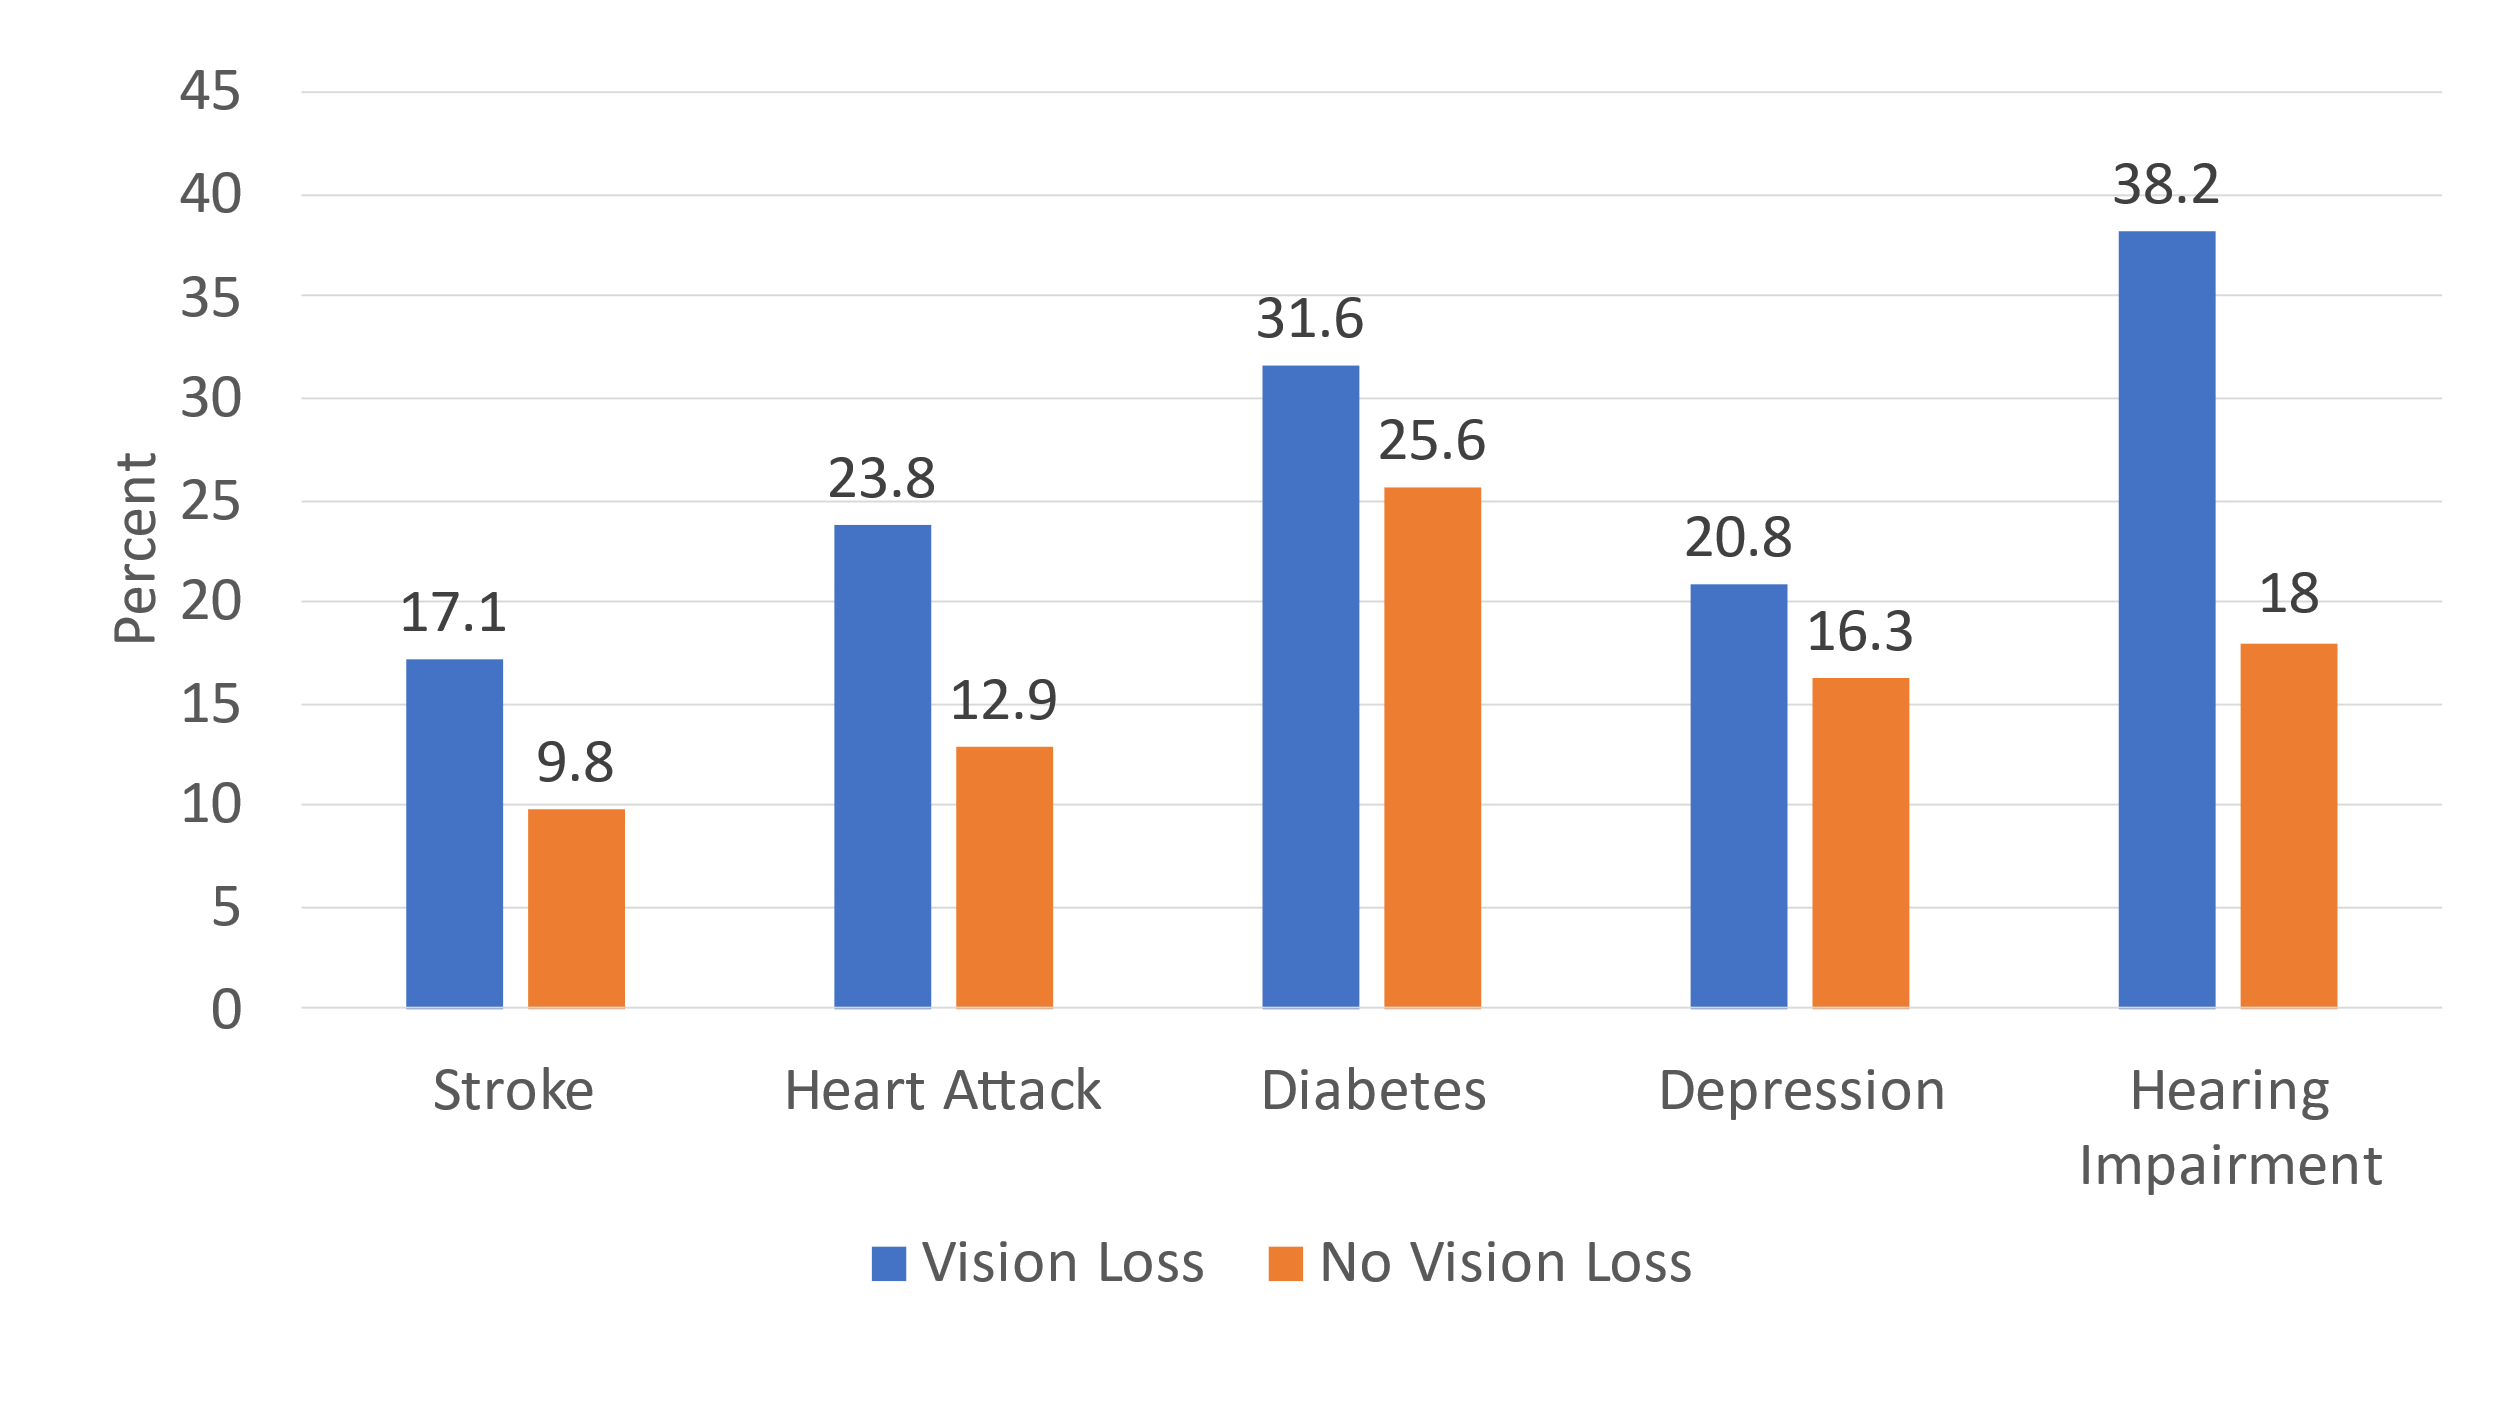 45
40
35
30
25
20
15
10
5
0
Percent
17.1
9.8
23.8
12.9
31.6
25.6
20.8
16.3
38.2
18
Stroke
Heart Attack
Diabetes
Depression
Hearing
Impairment
Vision Loss
No Vision Loss